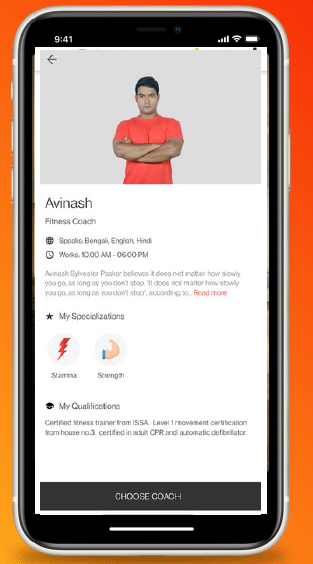 9:41
Avinash
Fitness Coach
Speaks: Bengali, English, Hindi
Works: 10:00 AM - 06:00 PM
Avinash Sylvester Pasker believes it does not matter how slowly
you go, as long as you don't stop. 'It does not matter how slowly
you go, as long as you don't stop', according to... Read more
My Specializations
Stamina
Strength
My Qualifications
Certified fitness trainer from ISSA. Level 1 movement certification
from house no.3. certified in adult CPR and automatic defibrillator.
CHOOSE COACH